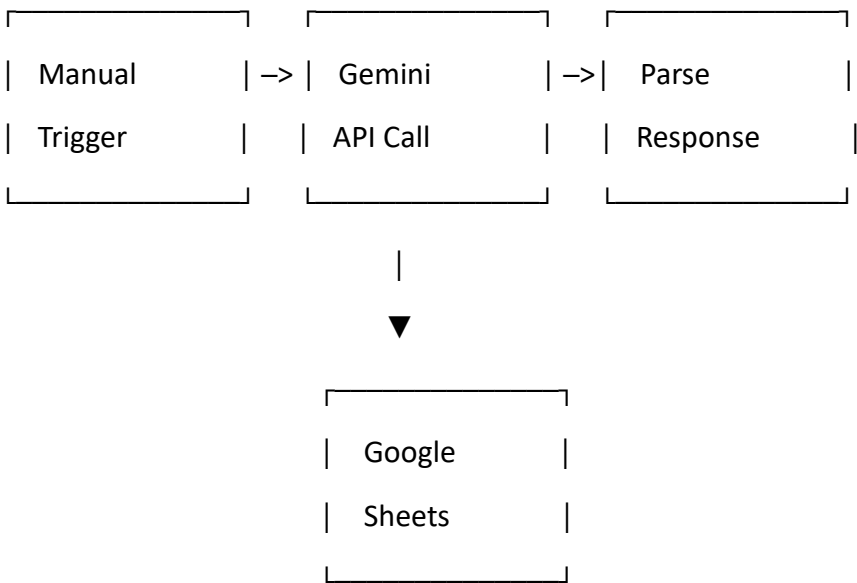 Manual —> Gemini —> Parse
Trigger API Call Response
▼
Google
Sheets